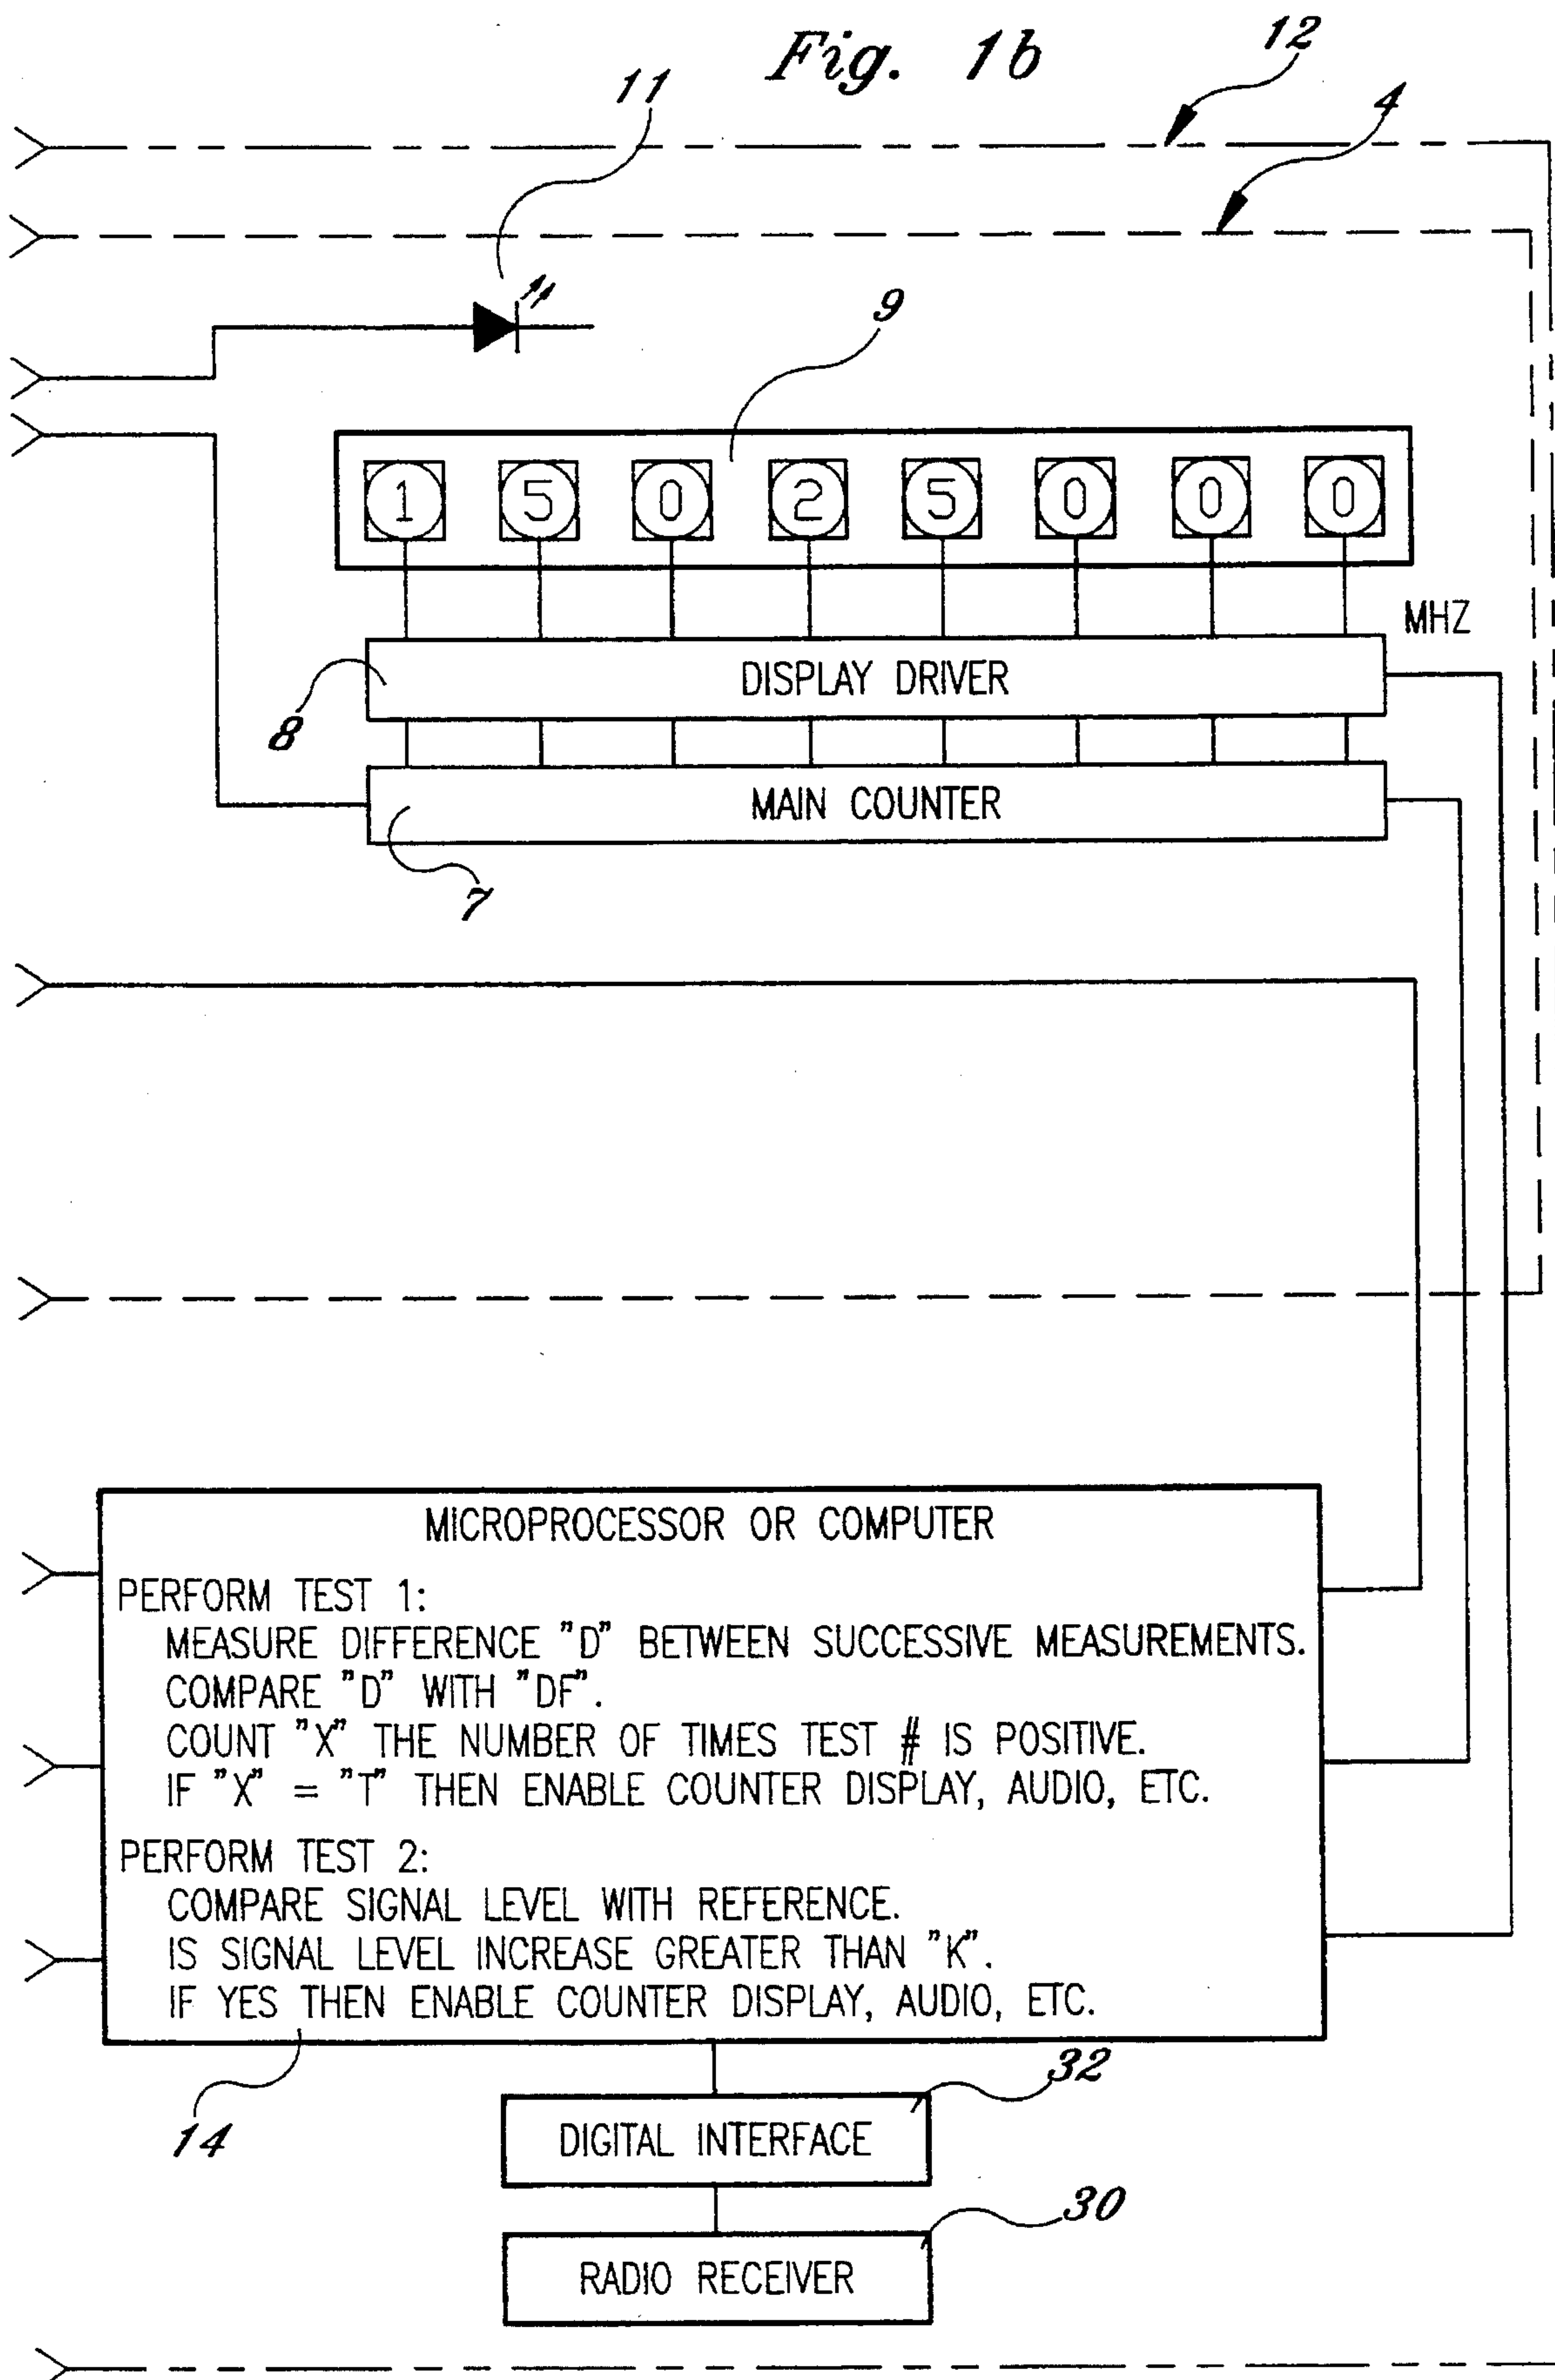 Fig. 1b
12
11
4
9
1 5 0 2 5 0 0 0
MHZ
DISPLAY DRIVER
8
MAIN COUNTER
7
MICROPROCESSOR OR COMPUTER
PERFORM TEST 1:
MEASURE DIFFERENCE "D" BETWEEN SUCCESSIVE MEASUREMENTS.
COMPARE "D" WITH "DF".
COUNT "X" THE NUMBER OF TIMES TEST # IS POSITIVE.
IF "X" = "T" THEN ENABLE COUNTER DISPLAY, AUDIO, ETC.
PERFORM TEST 2:
COMPARE SIGNAL LEVEL WITH REFERENCE.
IS SIGNAL LEVEL INCREASE GREATER THAN "K".
IF YES THEN ENABLE COUNTER DISPLAY, AUDIO, ETC.
14
32
DIGITAL INTERFACE
30
RADIO RECEIVER